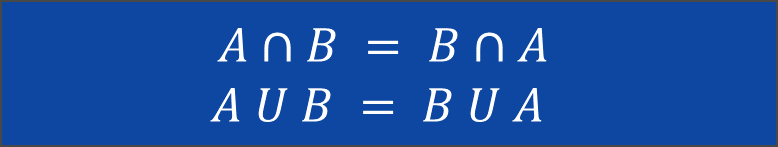 A ∩ B = B ∩ A
A U B = B U A